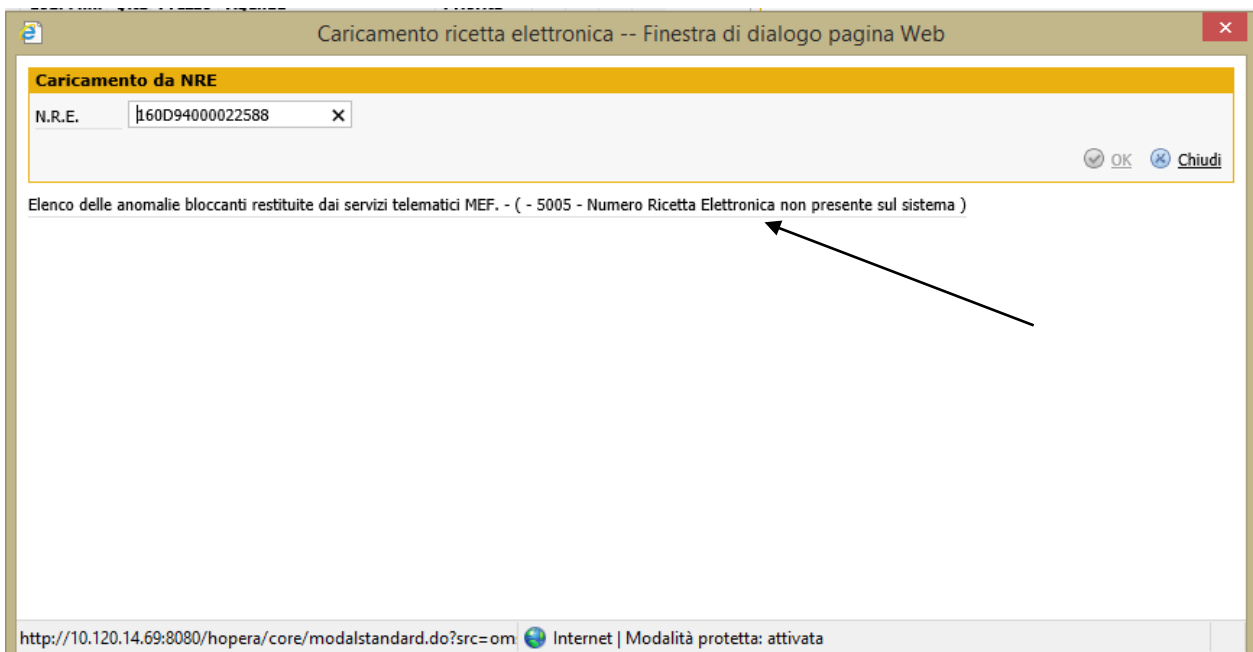 Caricamento ricetta elettronica -- Finestra di dialogo pagina Web
Caricamento da NRE
N.R.E. 160D94000022588
OK Chiudi
Elenco delle anomalie bloccanti restituite dai servizi telematici MEF. - ( - 5005 - Numero Ricetta Elettronica non presente sul sistema )
http://10.120.14.69:8080/hopera/core/modalstandard.do?src=om Internet | Modalità protetta: attivata